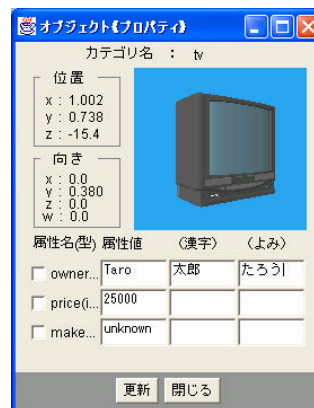 オブジェクト《プロパティ》
カテゴリ名 : tv
位置
x : 1.002
y : 0.738
z : -15.4
向き
x : 0.0
y : 0.380
z : 0.0
w : 0.0
属性名(型) 属性値 (漢字) (よみ)
owner... Taro 太郎 たろう
price(i... 25000
make... unknown
更新 閉じる